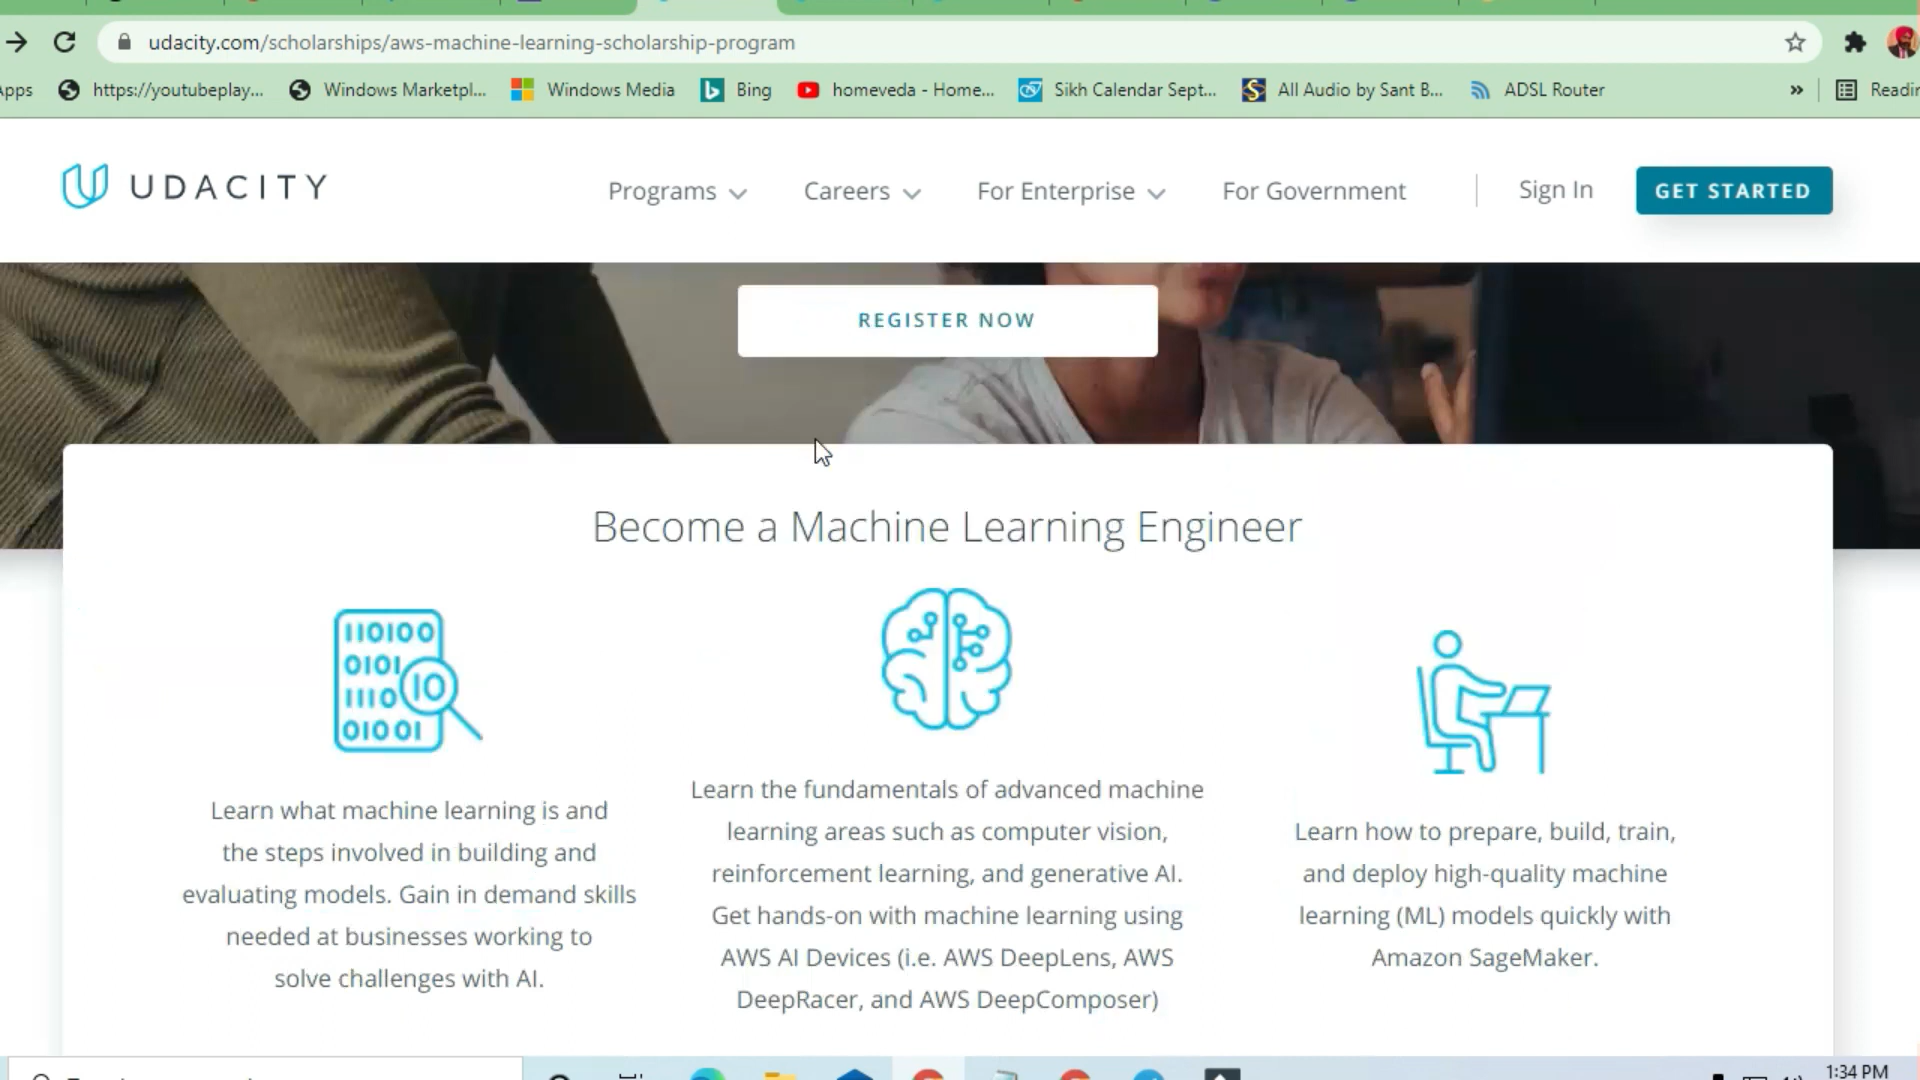 udacity.com/scholarships/aws-machine-learning-scholarship-program
Apps https://youtubeplay... Windows Marketpl... Windows Media Bing homeveda - Home... Sikh Calendar Sept... All Audio by Sant B... ADSL Router » Readin
UDACITY Programs Careers For Enterprise For Government Sign In GET STARTED
REGISTER NOW
Become a Machine Learning Engineer
110100
0101
1110 10
01001
Learn what machine learning is and
the steps involved in building and
evaluating models. Gain in demand skills
needed at businesses working to
solve challenges with AI.
Learn the fundamentals of advanced machine
learning areas such as computer vision,
reinforcement learning, and generative AI.
Get hands-on with machine learning using
AWS AI Devices (i.e. AWS DeepLens, AWS
DeepRacer, and AWS DeepComposer)
Learn how to prepare, build, train,
and deploy high-quality machine
learning (ML) models quickly with
Amazon SageMaker.
1:34 PM